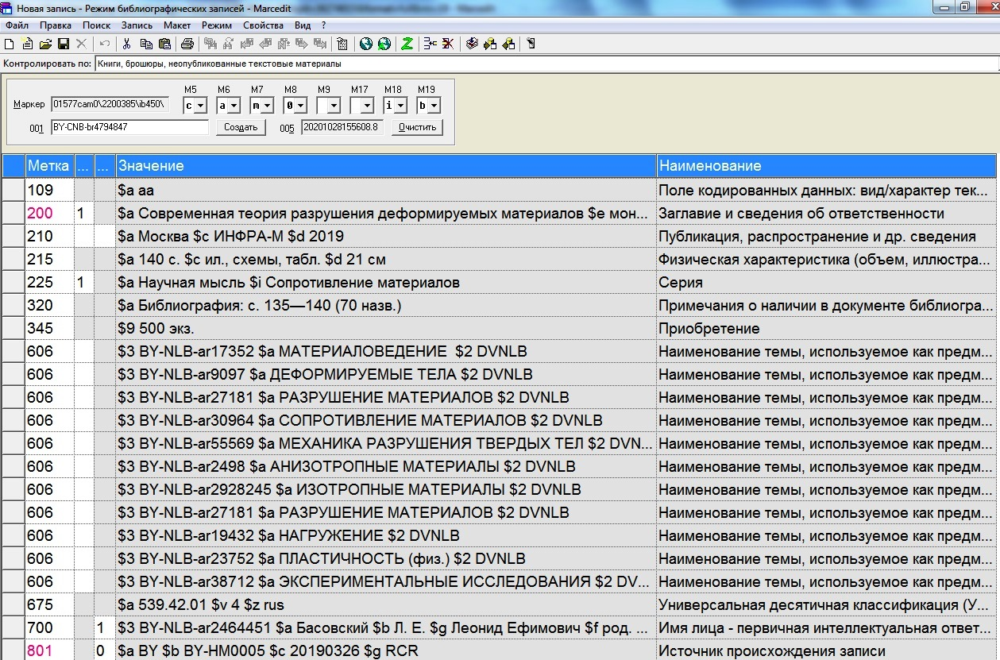 Новая запись - Режим библиографических записей - Marcedit
Файл Правка Поиск Запись Макет Режим Свойства Вид ?
Контролировать по: Книги, брошюры, неопубликованные текстовые материалы
M5 M6 M7 M8 M9 M17 M18 M19
Маркер 01577cam0\2200385\ib450\ c a m 0 i b
001 BY-CNB-br4794847 Создать 005 20201028155608.8 Очистить
Метка ... ... Значение Наименование
109 $a aa Поле кодированных данных: вид/характер тек...
200 1 $a Современная теория разрушения деформируемых материалов $e мон... Заглавие и сведения об ответственности
210 $a Москва $c ИНФРА-М $d 2019 Публикация, распространение и др. сведения
215 $a 140 с. $c ил., схемы, табл. $d 21 см Физическая характеристика (объем, иллюстра...
225 1 $a Научная мысль $i Сопротивление материалов Серия
320 $a Библиография: с. 135—140 (70 назв.) Примечания о наличии в документе библиогра...
345 $9 500 экз. Приобретение
606 $3 BY-NLB-ar17352 $a МАТЕРИАЛОВЕДЕНИЕ $2 DVNLB Наименование темы, используемое как предм...
606 $3 BY-NLB-ar9097 $a ДЕФОРМИРУЕМЫЕ ТЕЛА $2 DVNLB Наименование темы, используемое как предм...
606 $3 BY-NLB-ar27181 $a РАЗРУШЕНИЕ МАТЕРИАЛОВ $2 DVNLB Наименование темы, используемое как предм...
606 $3 BY-NLB-ar30964 $a СОПРОТИВЛЕНИЕ МАТЕРИАЛОВ $2 DVNLB Наименование темы, используемое как предм...
606 $3 BY-NLB-ar55569 $a МЕХАНИКА РАЗРУШЕНИЯ ТВЕРДЫХ ТЕЛ $2 DVN... Наименование темы, используемое как предм...
606 $3 BY-NLB-ar2498 $a АНИЗОТРОПНЫЕ МАТЕРИАЛЫ $2 DVNLB Наименование темы, используемое как предм...
606 $3 BY-NLB-ar2928245 $a ИЗОТРОПНЫЕ МАТЕРИАЛЫ $2 DVNLB Наименование темы, используемое как предм...
606 $3 BY-NLB-ar27181 $a РАЗРУШЕНИЕ МАТЕРИАЛОВ $2 DVNLB Наименование темы, используемое как предм...
606 $3 BY-NLB-ar19432 $a НАГРУЖЕНИЕ $2 DVNLB Наименование темы, используемое как предм...
606 $3 BY-NLB-ar23752 $a ПЛАСТИЧНОСТЬ (физ.) $2 DVNLB Наименование темы, используемое как предм...
606 $3 BY-NLB-ar38712 $a ЭКСПЕРИМЕНТАЛЬНЫЕ ИССЛЕДОВАНИЯ $2 DV... Наименование темы, используемое как предм...
675 $a 539.42.01 $v 4 $z rus Универсальная десятичная классификация (У...
700 1 $3 BY-NLB-ar2464451 $a Басовский $b Л. Е. $g Леонид Ефимович $f род. ... Имя лица - первичная интеллектуальная ответ...
801 0 $a BY $b BY-HM0005 $c 20190326 $g RCR Источник происхождения записи